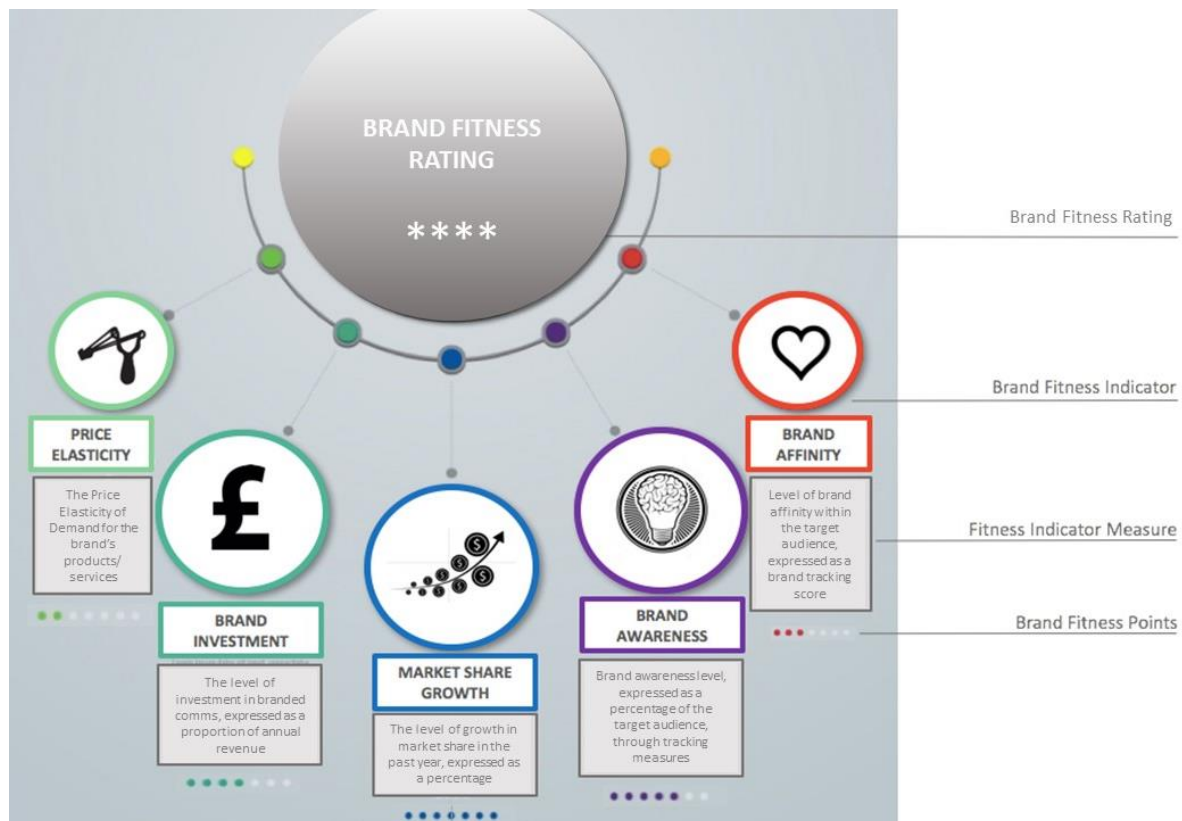 BRAND FITNESS
RATING
****
Brand Fitness Rating
Brand Fitness Indicator
Fitness Indicator Measure
Brand Fitness Points
PRICE
ELASTICITY
The Price
Elasticity of
Demand for the
brand's
products/
services
£
BRAND
INVESTMENT
The level of
investment in branded
comms, expressed as a
proportion of annual
revenue
$
$
$
$
MARKET SHARE
GROWTH
The level of growth in
market share in the
past year, expressed as
a percentage
BRAND
AWARENESS
Brand awareness level,
expressed as a
percentage of the
target audience,
through tracking
measures
BRAND
AFFINITY
Level of brand
affinity within
the target
audience,
expressed as a
brand tracking
score